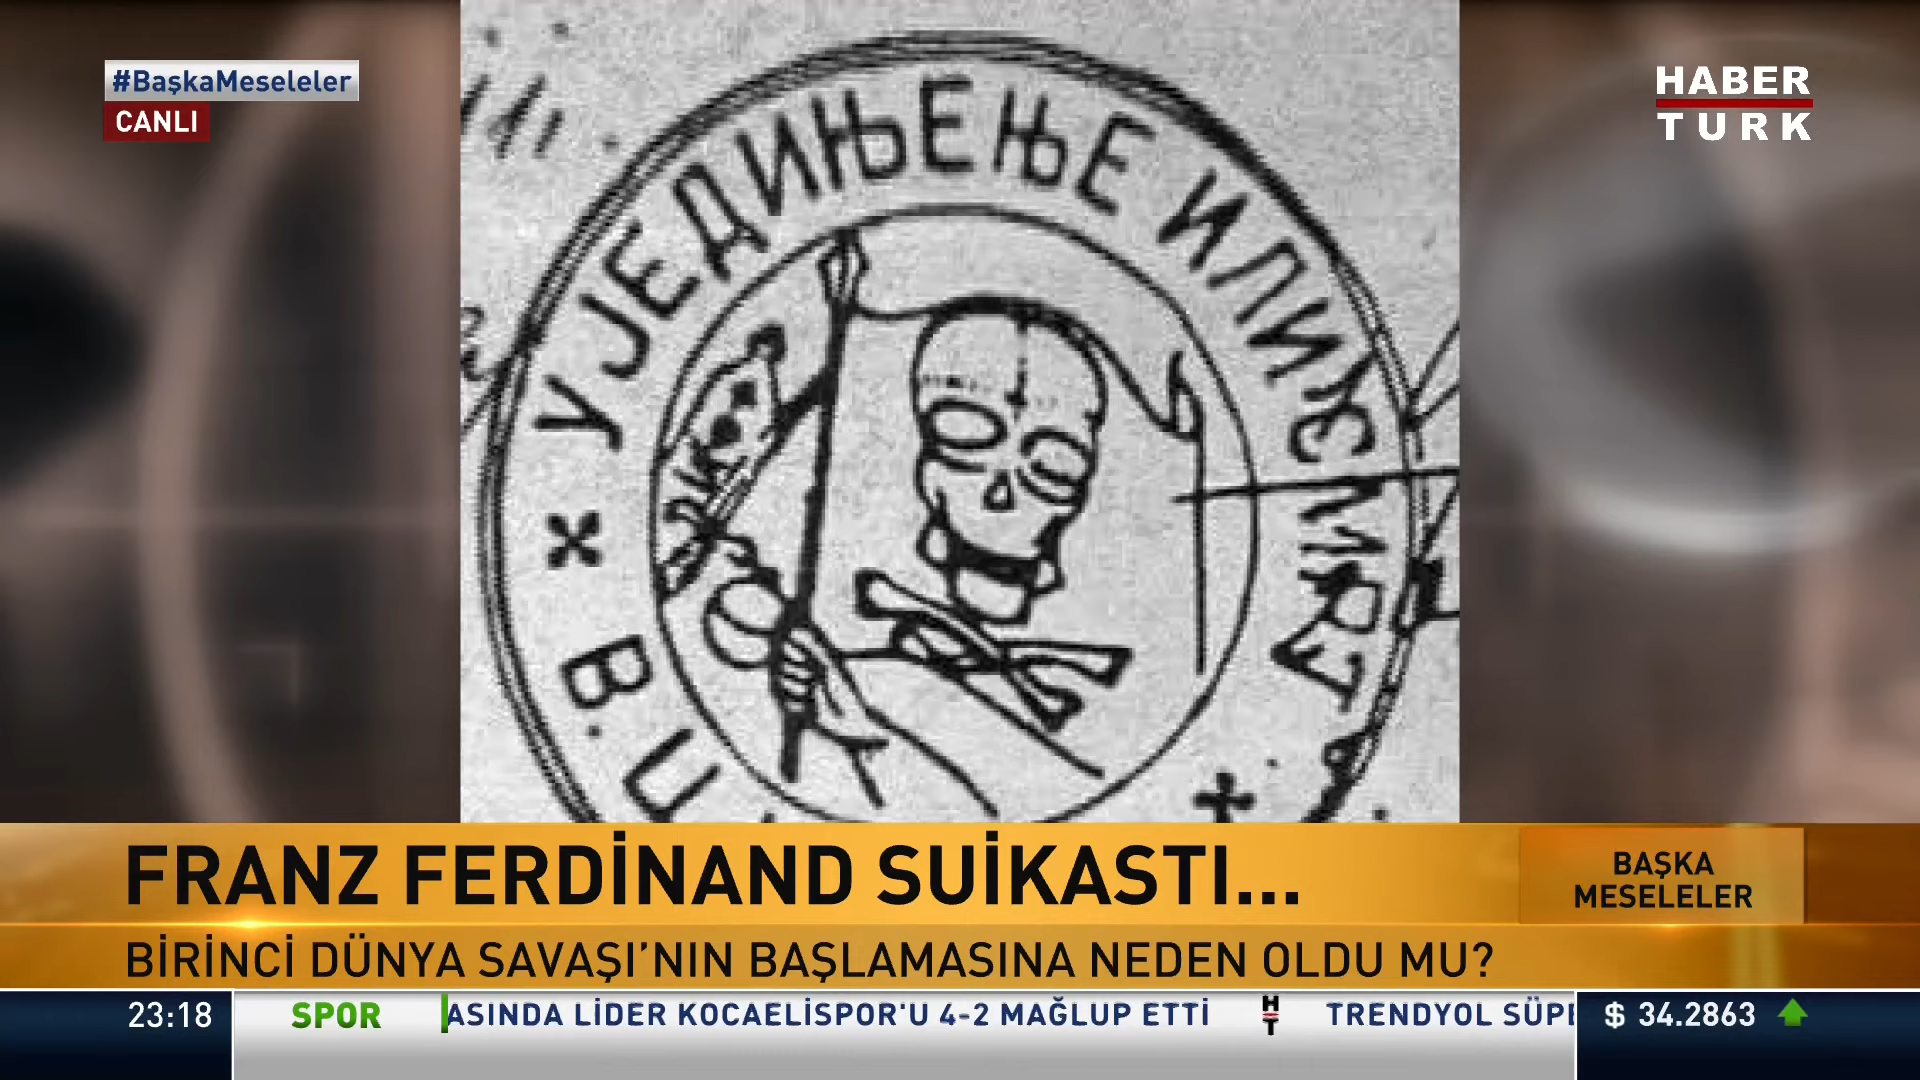 #BaşkaMeseleler
CANLI
HABER
TURK
УЈЕДИЊЕЊЕ ИЛИ СМРТ
В.
FRANZ FERDİNAND SUİKASTI...
BAŞKA
MESELELER
BİRİNCİ DÜNYA SAVAŞI'NIN BAŞLAMASINA NEDEN OLDU MU?
23:18
SPOR
ASINDA LİDER KOCAELİSPOR'U 4-2 MAĞLUP ETTİ
HT
TRENDYOL SÜPE
$ 34.2863